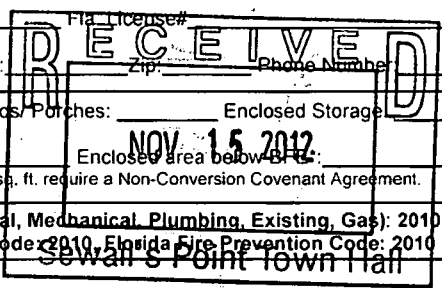 Fla. License#
RECEIVED
Zip: Phone Number:
os/ Porches: Enclosed Storage
NOV 15 2012
Enclosed area below BFE*:
sq. ft. require a Non-Conversion Covenant Agreement.
al, Mechanical, Plumbing, Existing, Gas): 2010
ode: 2010, Florida Fire Prevention Code: 2010
Sewall's Point Town Hall